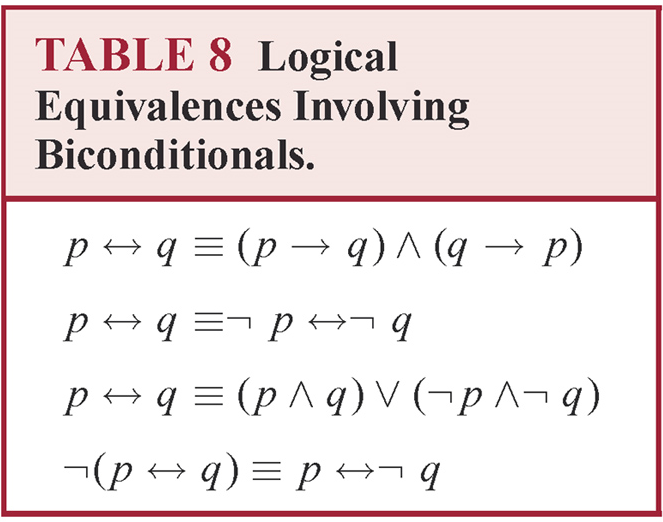 TABLE 8 Logical
Equivalences Involving
Biconditionals.
p ↔ q ≡ (p → q) ∧ (q → p)
p ↔ q ≡¬ p ↔¬ q
p ↔ q ≡ (p ∧ q) ∨ (¬p ∧¬ q)
¬(p ↔ q) ≡ p ↔¬ q